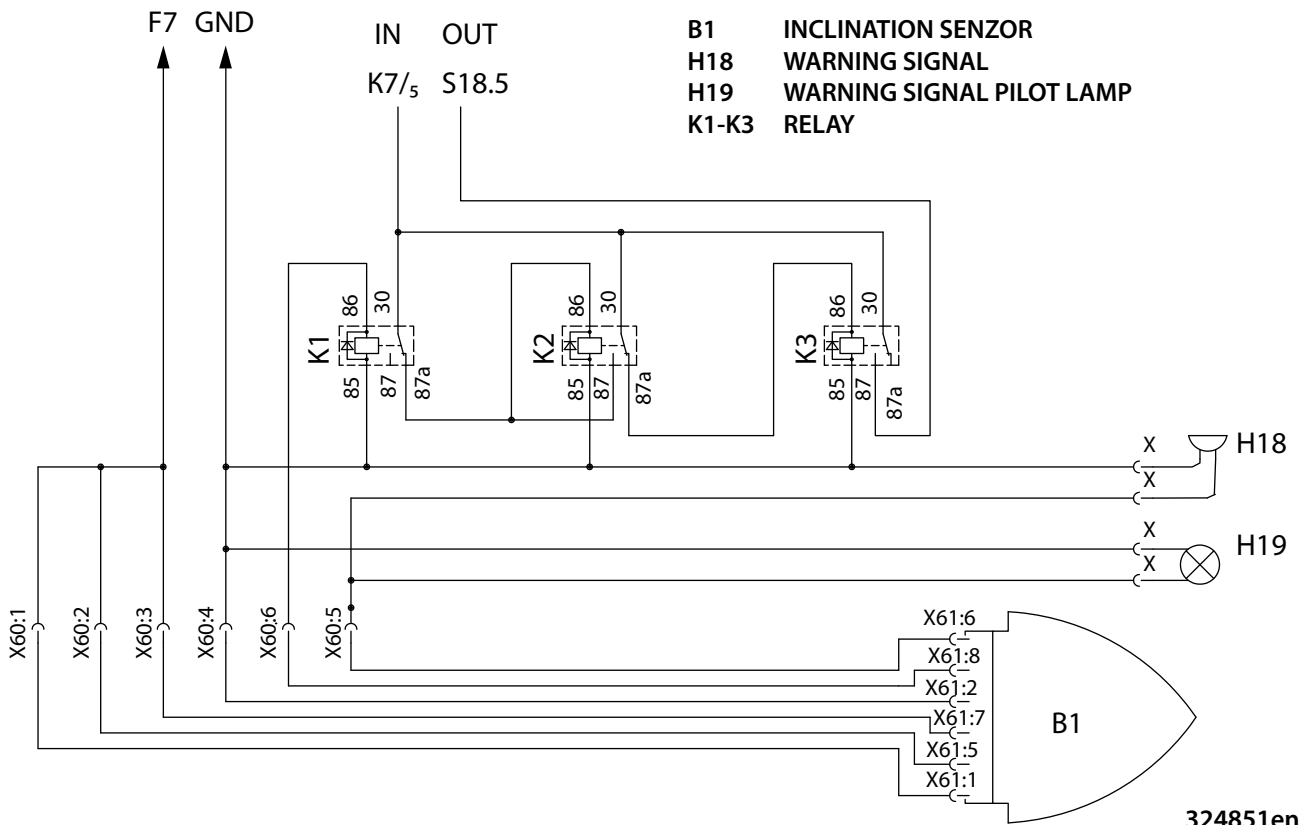 F7 GND
IN OUT
K7/₅ S18.5
B1 INCLINATION SENZOR
H18 WARNING SIGNAL
H19 WARNING SIGNAL PILOT LAMP
K1-K3 RELAY
86 30
86 30
86 30
K1
K2
K3
85 87 87a
85 87 87a
85 87 87a
X
H18
X
X
H19
X
X60:1
X60:2
X60:3
X60:4
X60:6
X60:5
X61:6
X61:8
X61:2
X61:7
X61:5
X61:1
B1
324851en